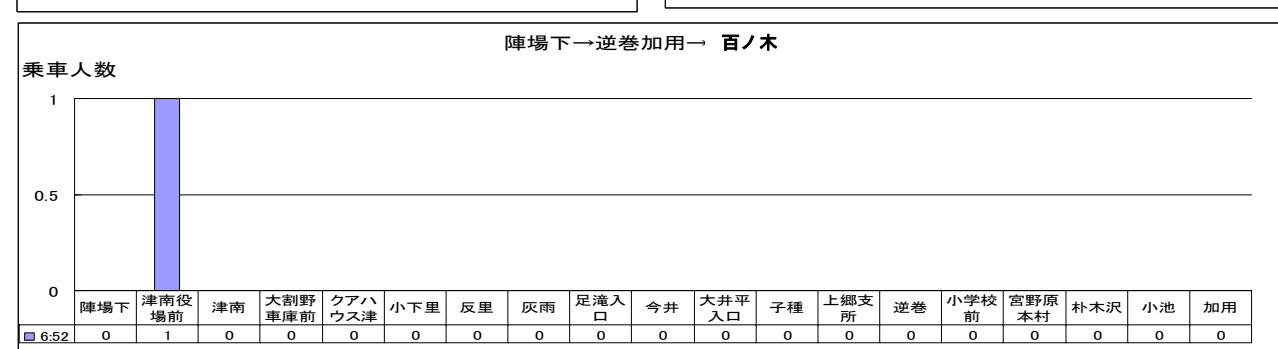 陣場下→逆巻加用→ 百ノ木
乗車人数
1
0.5
0
陣場下 津南役場前 津南 大割野車庫前 クアハウス津 小下里 反里 灰雨 足滝入口 今井 大井平入口 子種 上郷支所 逆巻 小学校前 宮野原本村 朴木沢 小池 加用
6:52 0 1 0 0 0 0 0 0 0 0 0 0 0 0 0 0 0 0 0